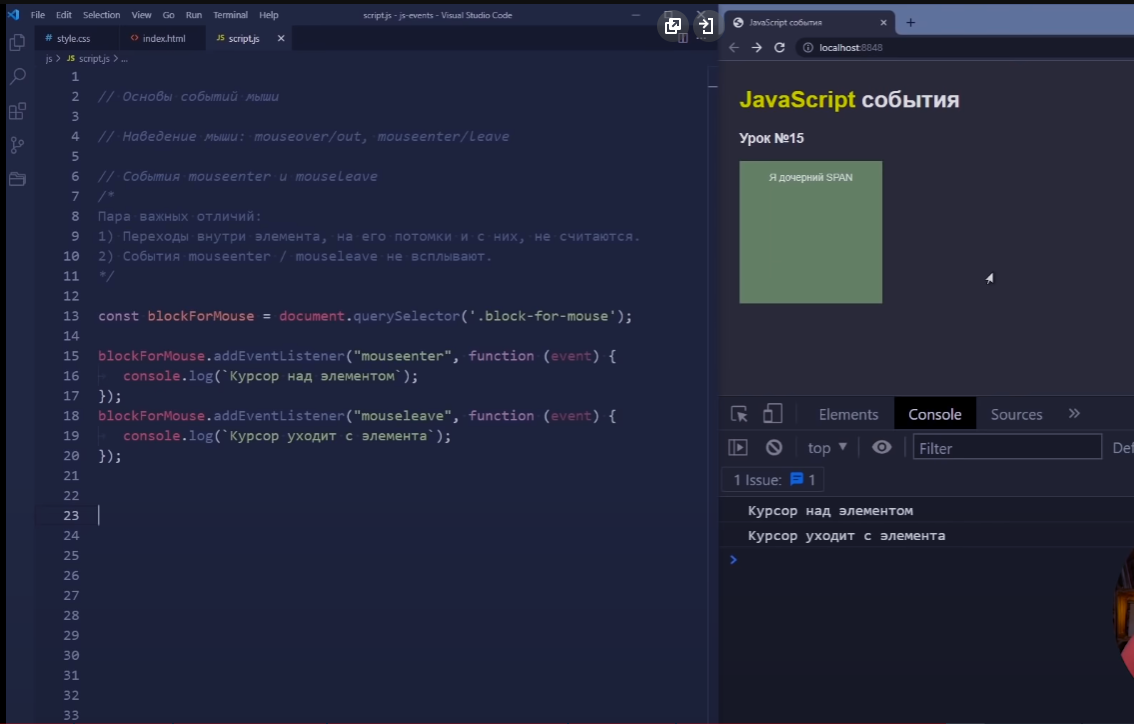 File Edit Selection View Go Run Terminal Help script.js - js-events - Visual Studio Code
# style.css <> index.html JS script.js ×
js > JS script.js > ...
1
2 // Основы событий мыши
3
4 // Наведение мыши: mouseover/out, mouseenter/leave
5
6 // События mouseenter и mouseleave
7 /*
8 Пара важных отличий:
9 1) Переходы внутри элемента, на его потомки и с них, не считаются.
10 2) События mouseenter / mouseleave не всплывают.
11 */
12
13 const blockForMouse = document.querySelector('.block-for-mouse');
14
15 blockForMouse.addEventListener("mouseenter", function (event) {
16 console.log(`Курсор над элементом`);
17 });
18 blockForMouse.addEventListener("mouseleave", function (event) {
19 console.log(`Курсор уходит с элемента`);
20 });
21
22
23
24
25
26
27
28
29
30
31
32
33
JavaScript события × +
localhost:8848
JavaScript события
Урок №15
Я дочерний SPAN
Elements Console Sources »
top ▼ Filter Def
1 Issue: 1
Курсор над элементом
Курсор уходит с элемента
>